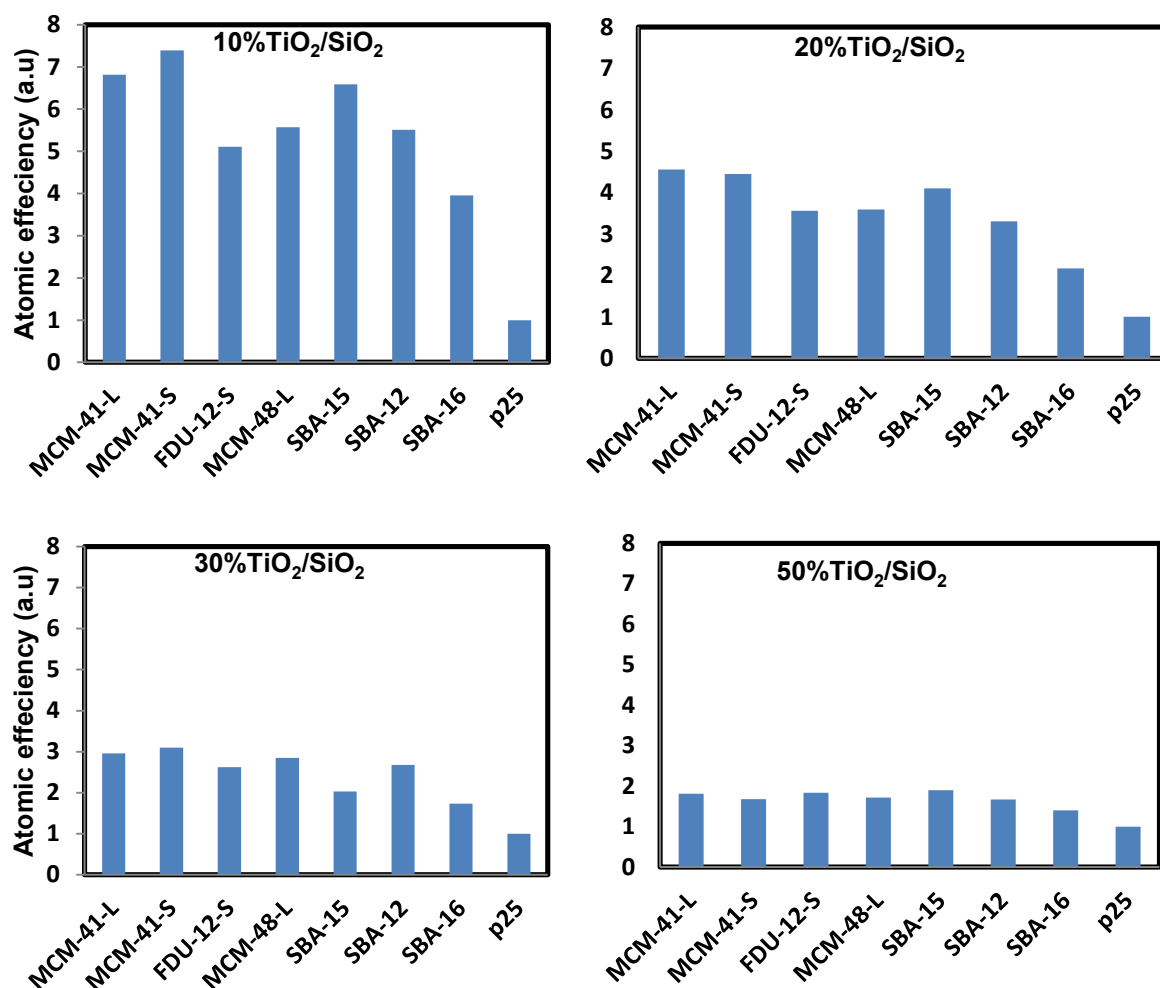 10%TiO₂/SiO₂
Atomic effeciency (a.u)
8
7
6
5
4
3
2
1
0
MCM-41-L
MCM-41-S
FDU-12-S
MCM-48-L
SBA-15
SBA-12
SBA-16
p25
20%TiO₂/SiO₂
8
7
6
5
4
3
2
1
0
MCM-41-L
MCM-41-S
FDU-12-S
MCM-48-L
SBA-15
SBA-12
SBA-16
p25
30%TiO₂/SiO₂
Atomic effeciency (a.u)
8
7
6
5
4
3
2
1
0
MCM-41-L
MCM-41-S
FDU-12-S
MCM-48-L
SBA-15
SBA-12
SBA-16
p25
50%TiO₂/SiO₂
8
7
6
5
4
3
2
1
0
MCM-41-L
MCM-41-S
FDU-12-S
MCM-48-L
SBA-15
SBA-12
SBA-16
p25